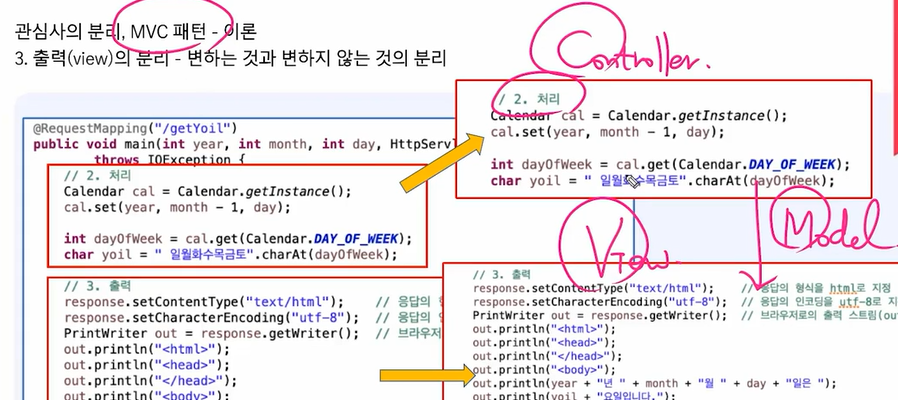 관심사의 분리, MVC 패턴 - 이론
3. 출력(view)의 분리 - 변하는 것과 변하지 않는 것의 분리
@RequestMapping("/getYoil")
public void main(int year, int month, int day, HttpServ
throws IOException {
// 2. 처리
Calendar cal = Calendar.getInstance();
cal.set(year, month - 1, day);
int dayOfWeek = cal.get(Calendar.DAY_OF_WEEK);
char yoil = " 일월화수목금토".charAt(dayOfWeek);
// 3. 출력
response.setContentType("text/html"); // 응답의 형
response.setCharacterEncoding("utf-8"); // 응답의
PrintWriter out = response.getWriter(); // 브라우저
out.println("<html>");
out.println("<head>");
out.println("</head>");
out.println("<body>");
Controller.
// 2. 처리
Calendar cal = Calendar.getInstance();
cal.set(year, month - 1, day);
int dayOfWeek = cal.get(Calendar.DAY_OF_WEEK);
char yoil = " 일월화수목금토".charAt(dayOfWeek);
View.
Model
// 3. 출력
response.setContentType("text/html"); // 응답의 형식을 html로 지정
response.setCharacterEncoding("utf-8"); // 응답의 인코딩을 utf-8로 지
PrintWriter out = response.getWriter(); // 브라우저로의 출력 스트림(out
out.println("<html>");
out.println("<head>");
out.println("</head>");
out.println("<body>");
out.println(year + "년 " + month + "월 " + day + "일은 ");
out.println(yoil + "요일입니다.");